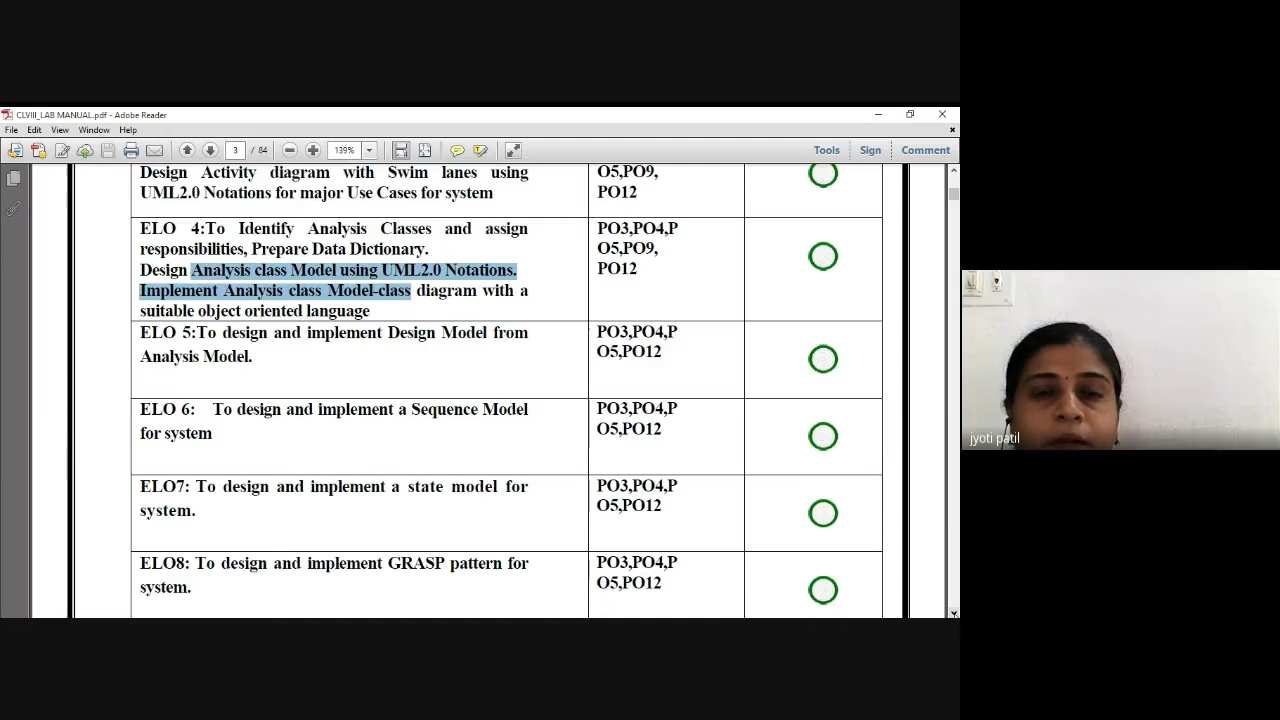 CLVIII_LAB MANUAL.pdf - Adobe Reader
File Edit View Window Help
3 / 84 139% Tools Sign Comment
Design Activity diagram with Swim lanes using
UML2.0 Notations for major Use Cases for system
O5,PO9,
PO12
ELO 4:To Identify Analysis Classes and assign
responsibilities, Prepare Data Dictionary.
Design Analysis class Model using UML2.0 Notations.
Implement Analysis class Model-class diagram with a
suitable object oriented language
PO3,PO4,P
O5,PO9,
PO12
ELO 5:To design and implement Design Model from
Analysis Model.
PO3,PO4,P
O5,PO12
ELO 6: To design and implement a Sequence Model
for system
PO3,PO4,P
O5,PO12
ELO7: To design and implement a state model for
system.
PO3,PO4,P
O5,PO12
ELO8: To design and implement GRASP pattern for
system.
PO3,PO4,P
O5,PO12
jyoti patil